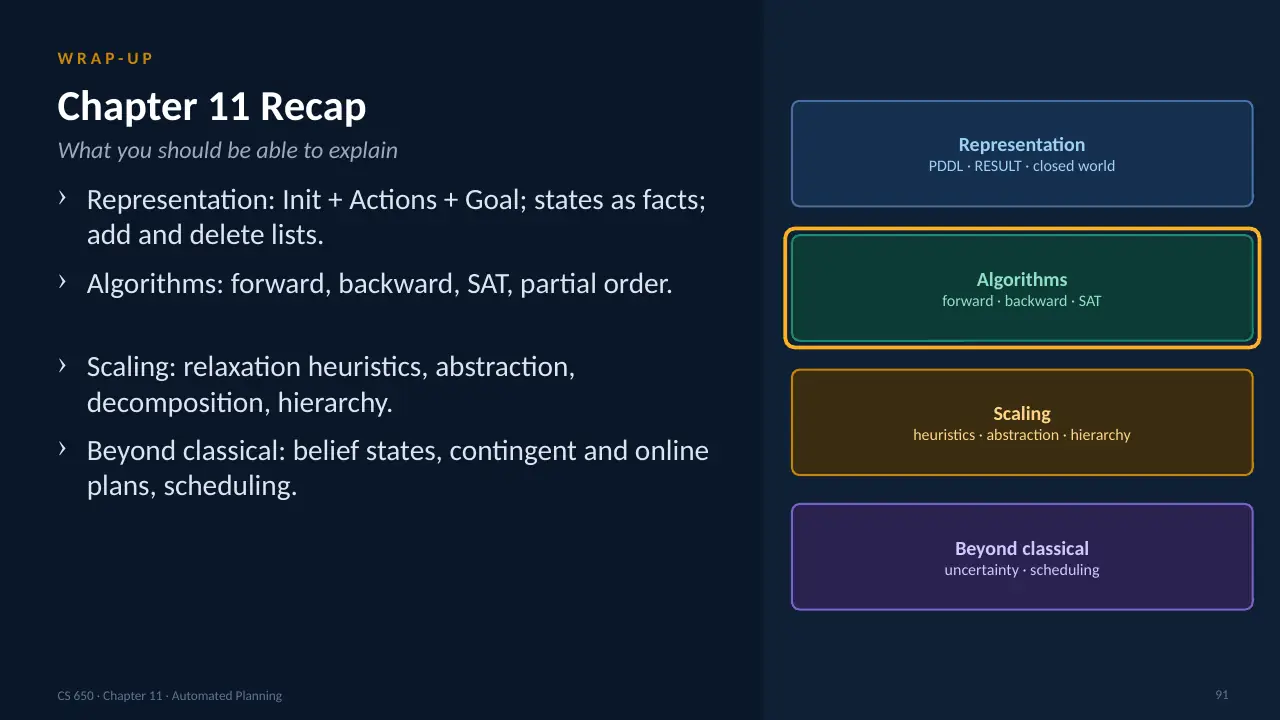 WRAP-UP
Chapter 11 Recap
What you should be able to explain
› Representation: Init + Actions + Goal; states as facts;
add and delete lists.
› Algorithms: forward, backward, SAT, partial order.
› Scaling: relaxation heuristics, abstraction,
decomposition, hierarchy.
› Beyond classical: belief states, contingent and online
plans, scheduling.
Representation
PDDL · RESULT · closed world
Algorithms
forward · backward · SAT
Scaling
heuristics · abstraction · hierarchy
Beyond classical
uncertainty · scheduling
CS 650 · Chapter 11 · Automated Planning
91